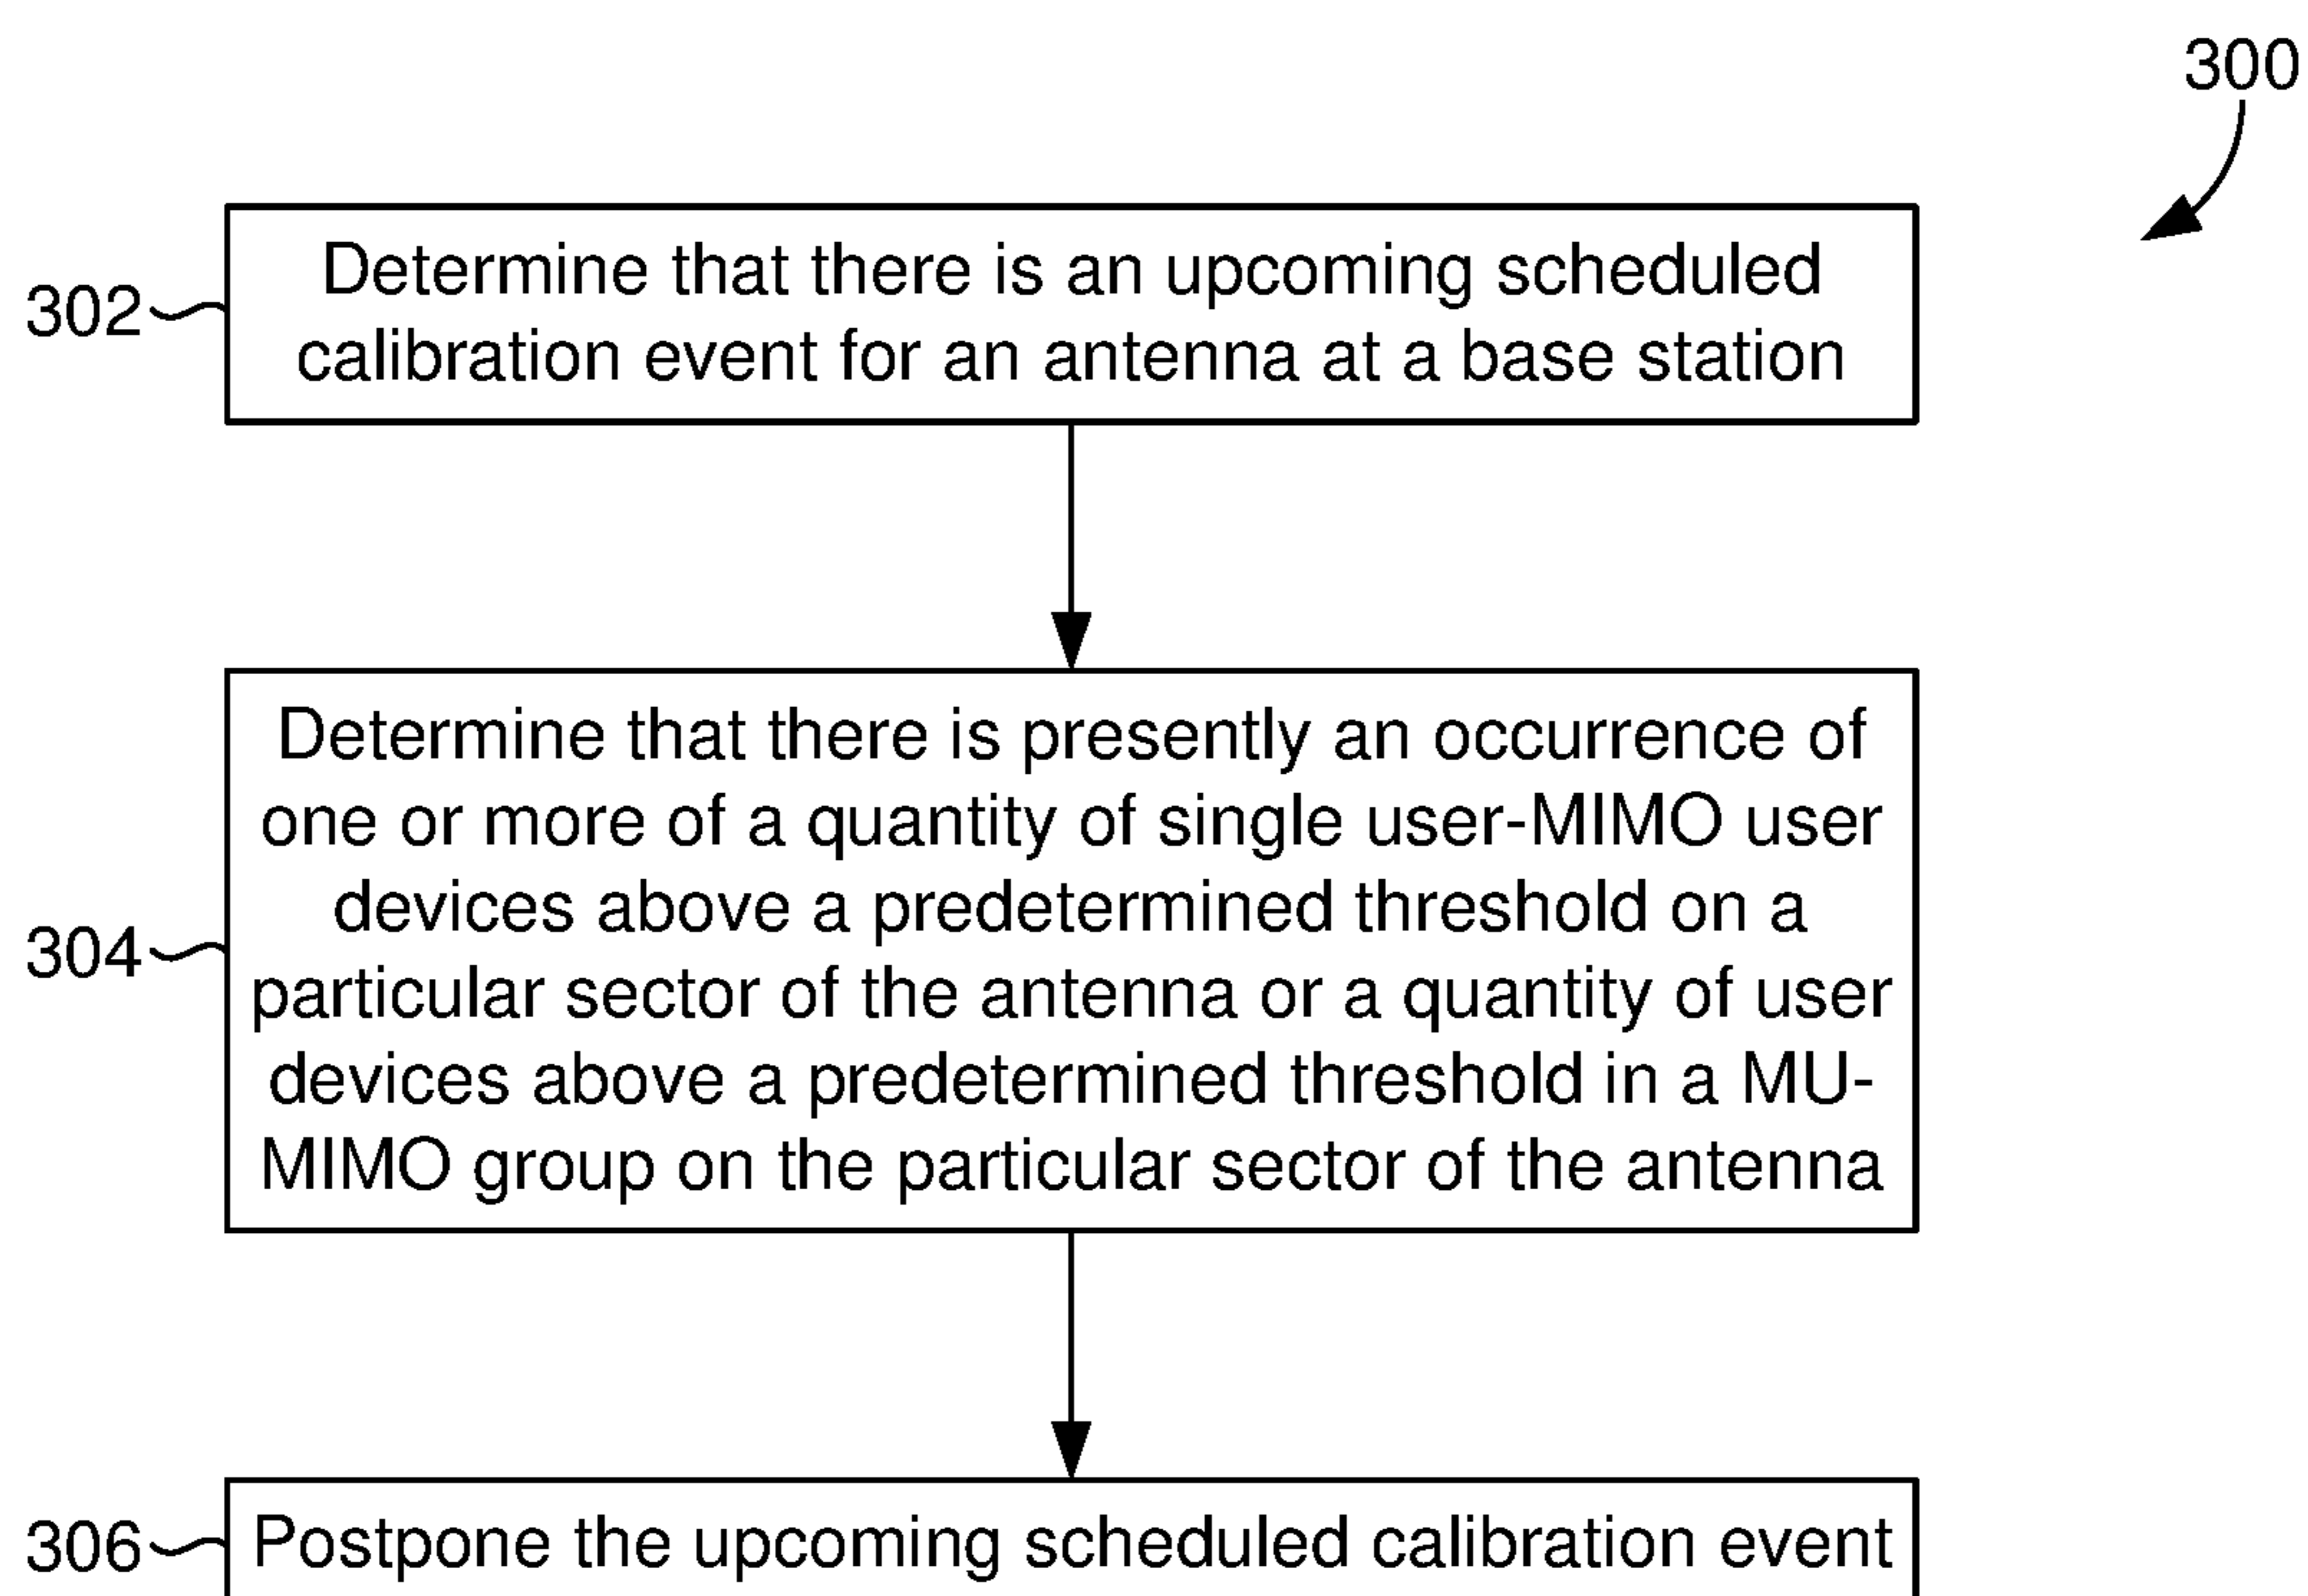 300
302
Determine that there is an upcoming scheduled
calibration event for an antenna at a base station
304
Determine that there is presently an occurrence of
one or more of a quantity of single user-MIMO user
devices above a predetermined threshold on a
particular sector of the antenna or a quantity of user
devices above a predetermined threshold in a MU-
MIMO group on the particular sector of the antenna
306
Postpone the upcoming scheduled calibration event